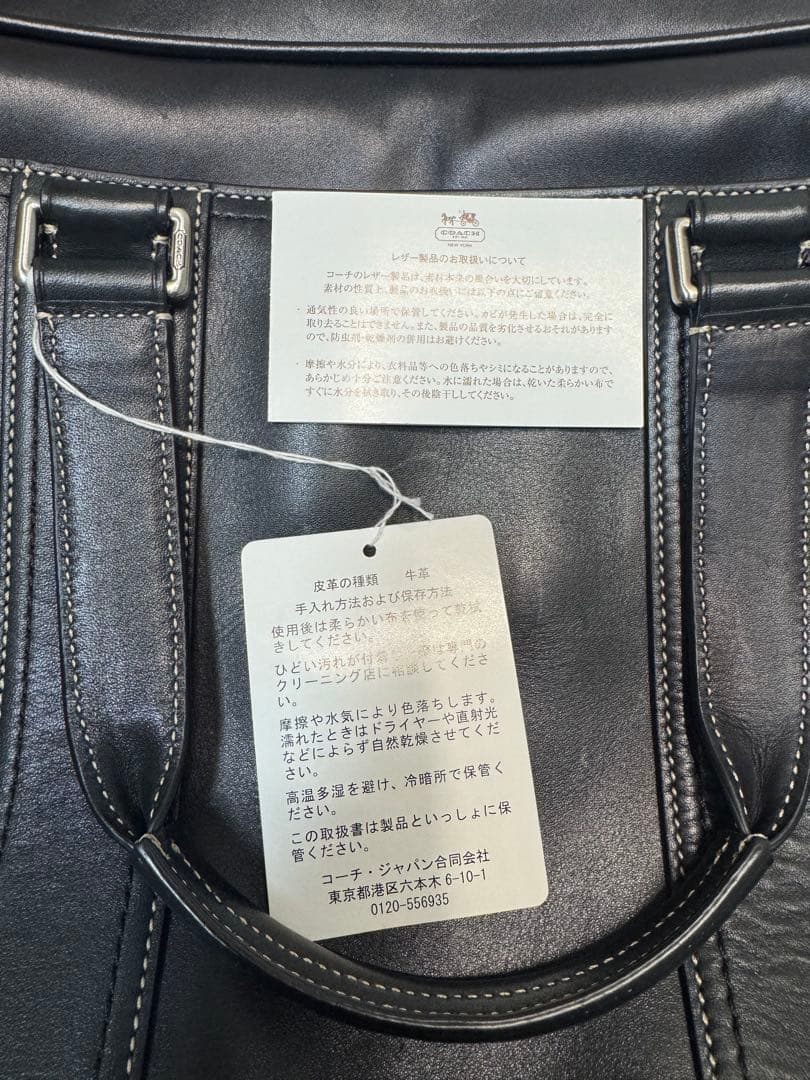 COACH
COACH
EST. 1941
NEW YORK
レザー製品のお取扱いについて
コーチのレザー製品は、素材本来の風合いを大切にしています。
素材の性質上、製品のお取扱いには以下の点にご留意ください。
・通気性の良い場所で保管してください。カビが発生した場合は、完全に
取り去ることはできません。また、製品の品質を劣化させるおそれがあります
ので、防虫剤・乾燥剤の併用はお避けください。
・摩擦や水分により、衣料品等への色落ちやシミになることがありますので、
あらかじめ十分ご注意ください。水に濡れた場合は、乾いた柔らかい布で
すぐに水分を拭き取り、その後陰干ししてください。
皮革の種類 牛革
手入れ方法および保存方法
使用後は柔らかい布を使って乾拭
きしてください。
ひどい汚れが付着 際は専門の
クリーニング店に相談してくださ
い。
摩擦や水気により色落ちします。
濡れたときはドライヤーや直射光
などによらず自然乾燥させてくだ
さい。
高温多湿を避け、冷暗所で保管く
ださい。
この取扱書は製品といっしょに保
管ください。
コーチ・ジャパン合同会社
東京都港区六本木 6-10-1
0120-556935